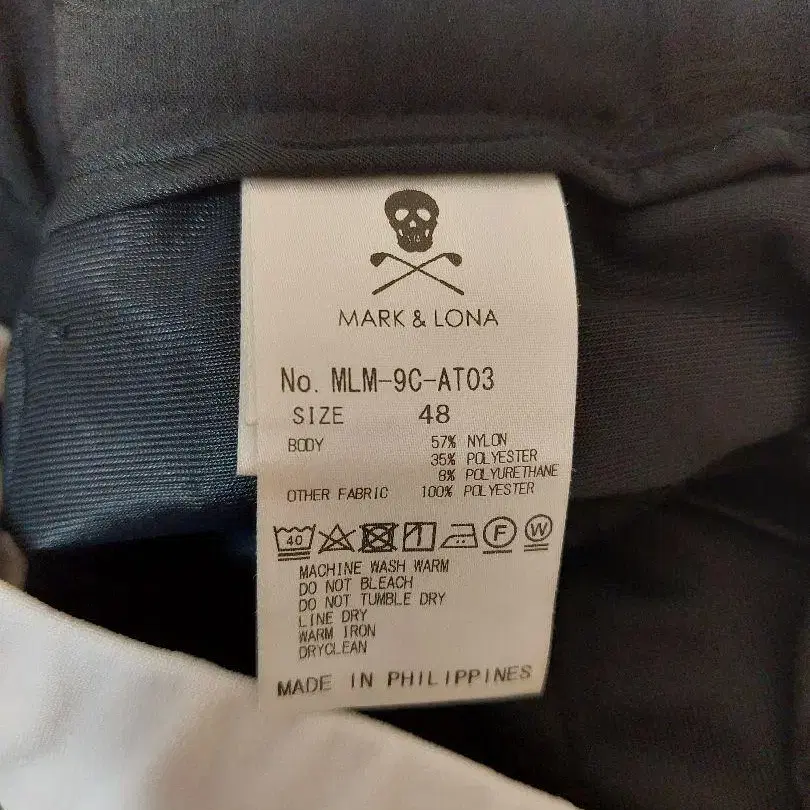 MARK & LONA
No. MLM-9C-AT03
SIZE 48
BODY 57% NYLON
35% POLYESTER
8% POLYURETHANE
OTHER FABRIC 100% POLYESTER
40 F W
MACHINE WASH WARM
DO NOT BLEACH
DO NOT TUMBLE DRY
LINE DRY
WARM IRON
DRYCLEAN
MADE IN PHILIPPINES